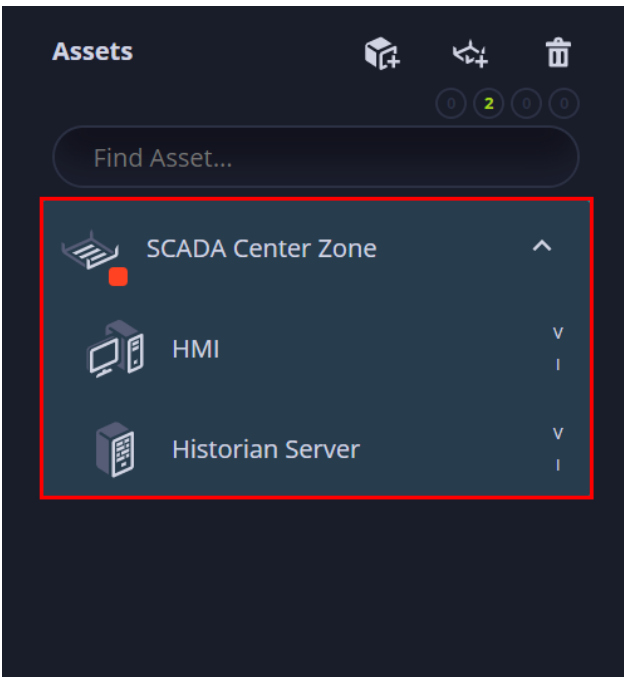 Assets
0 2 0 0
Find Asset...
SCADA Center Zone
HMI
V
I
Historian Server
V
I